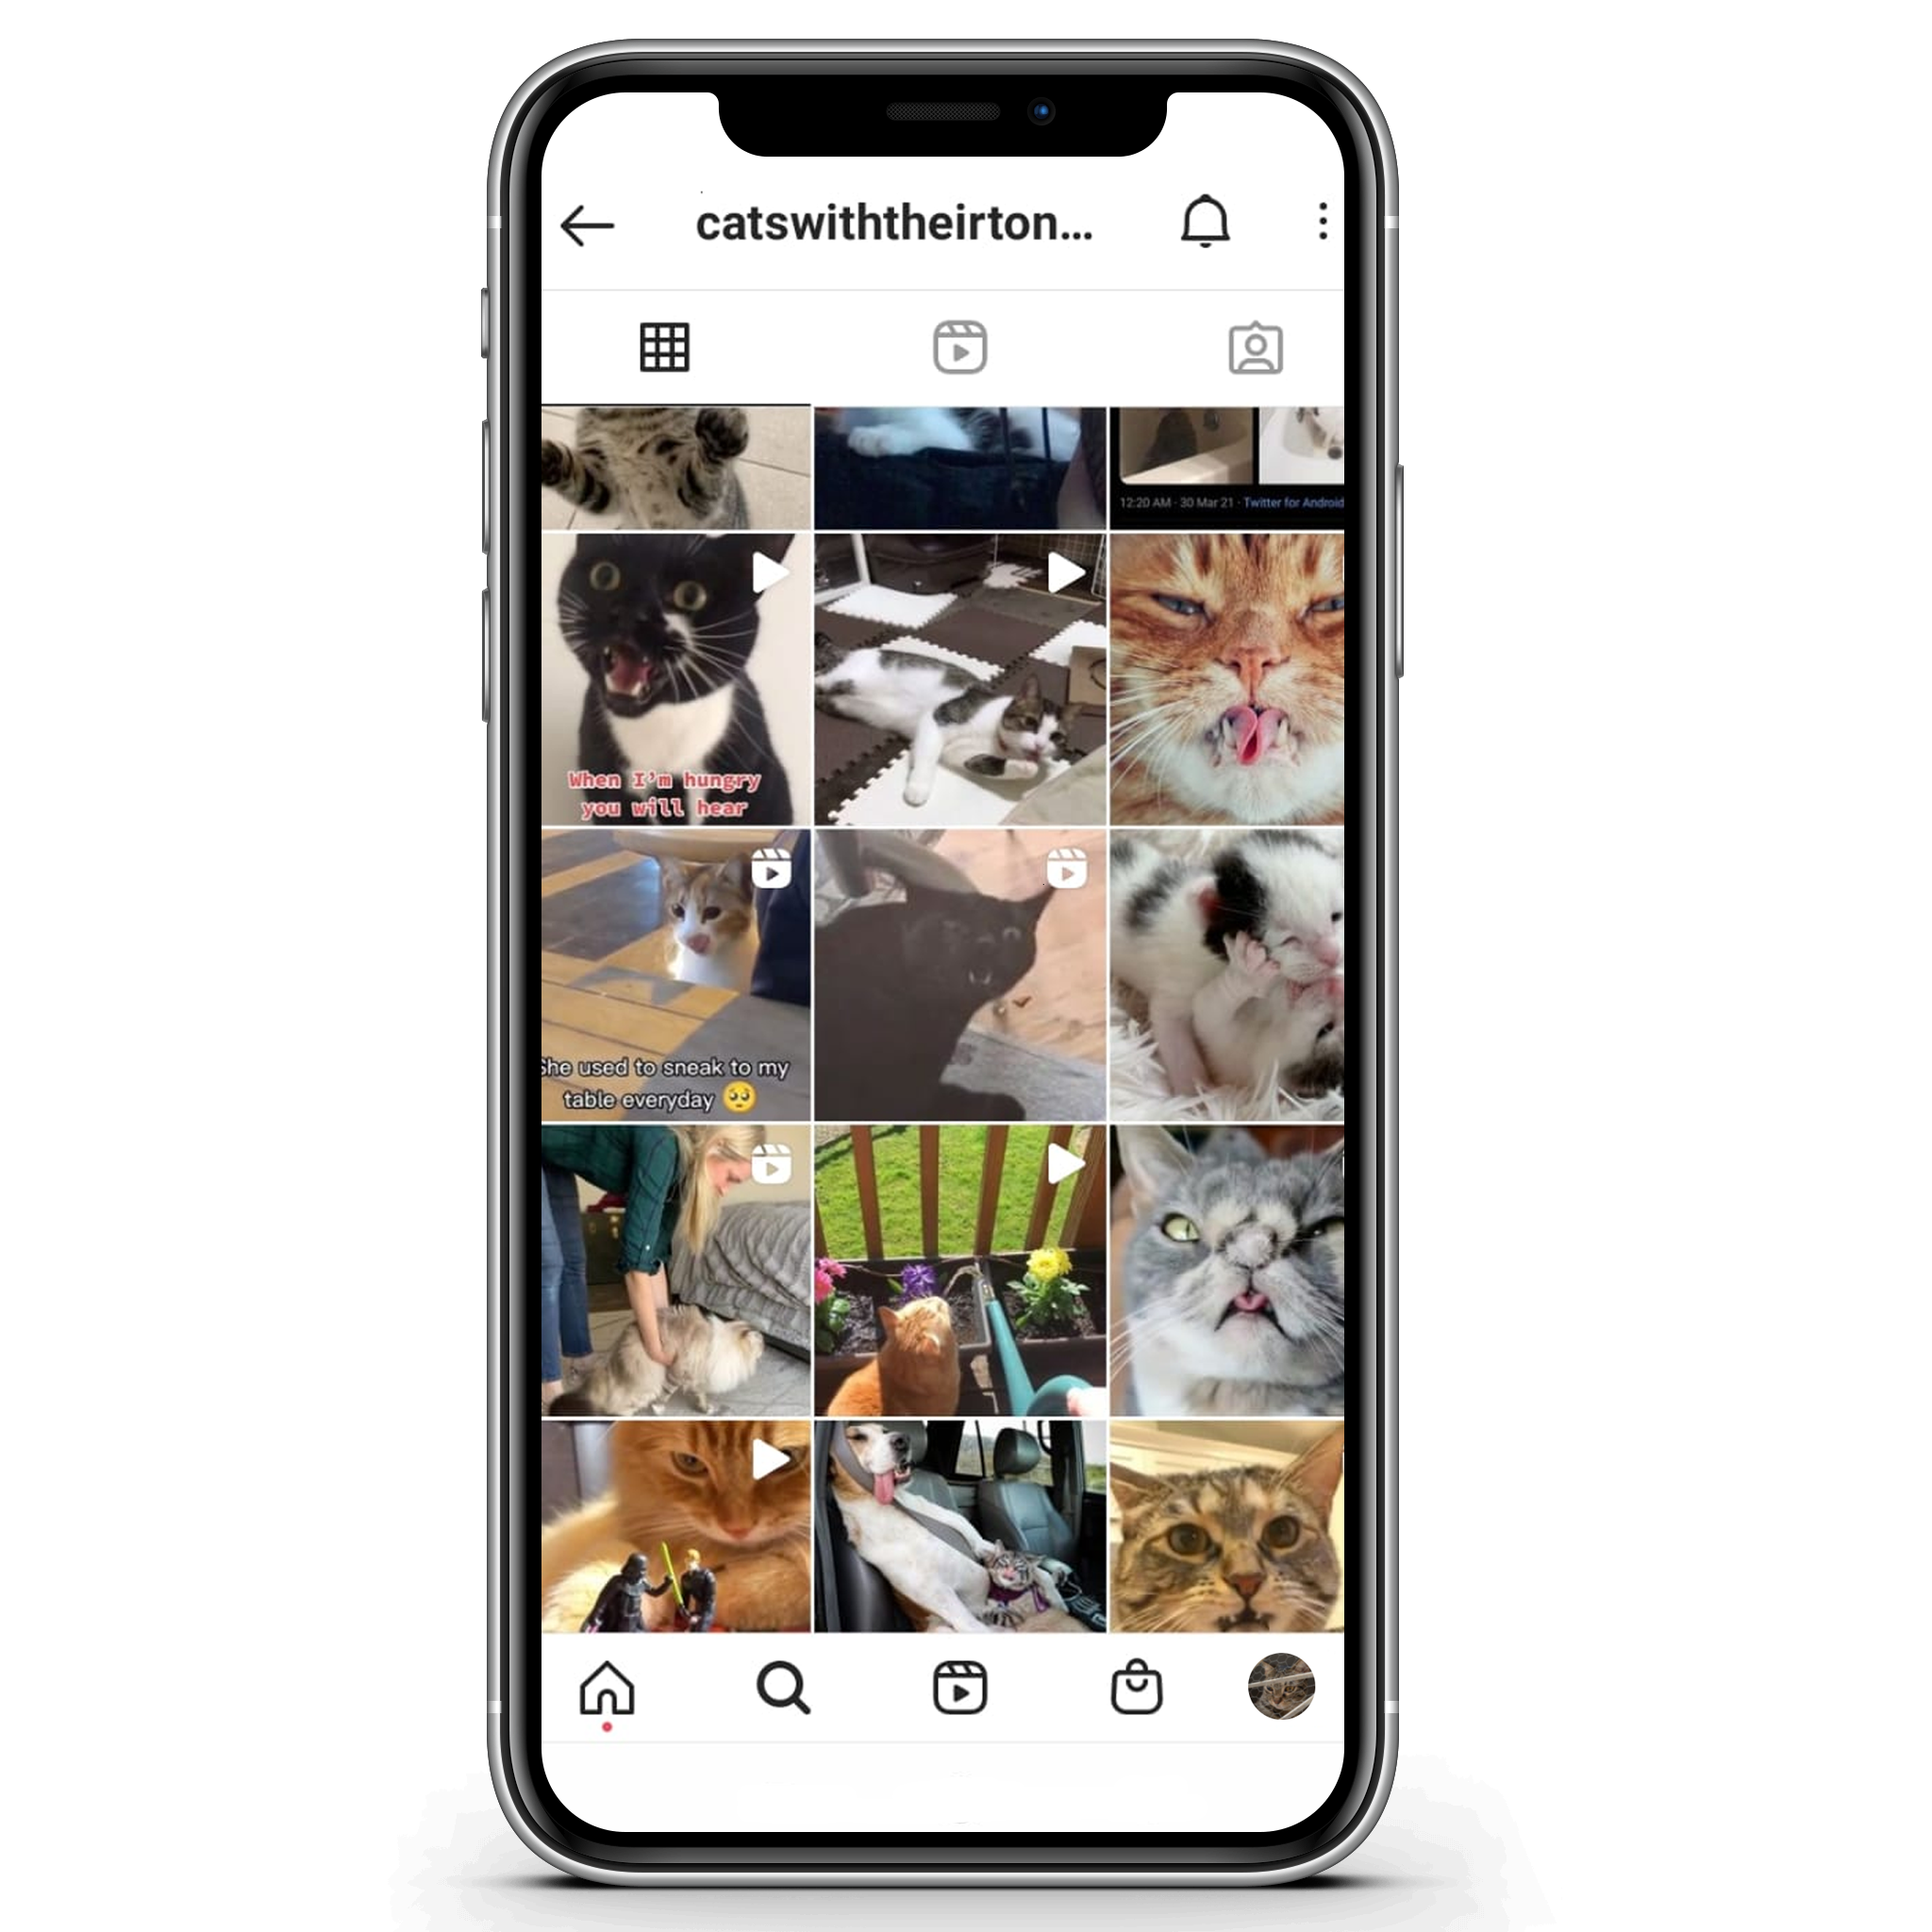 catswiththeirton...
12:20 AM · 30 Mar 21 · Twitter for Android
When I'm hungry
you will hear
She used to sneak to my
table everyday 🥺